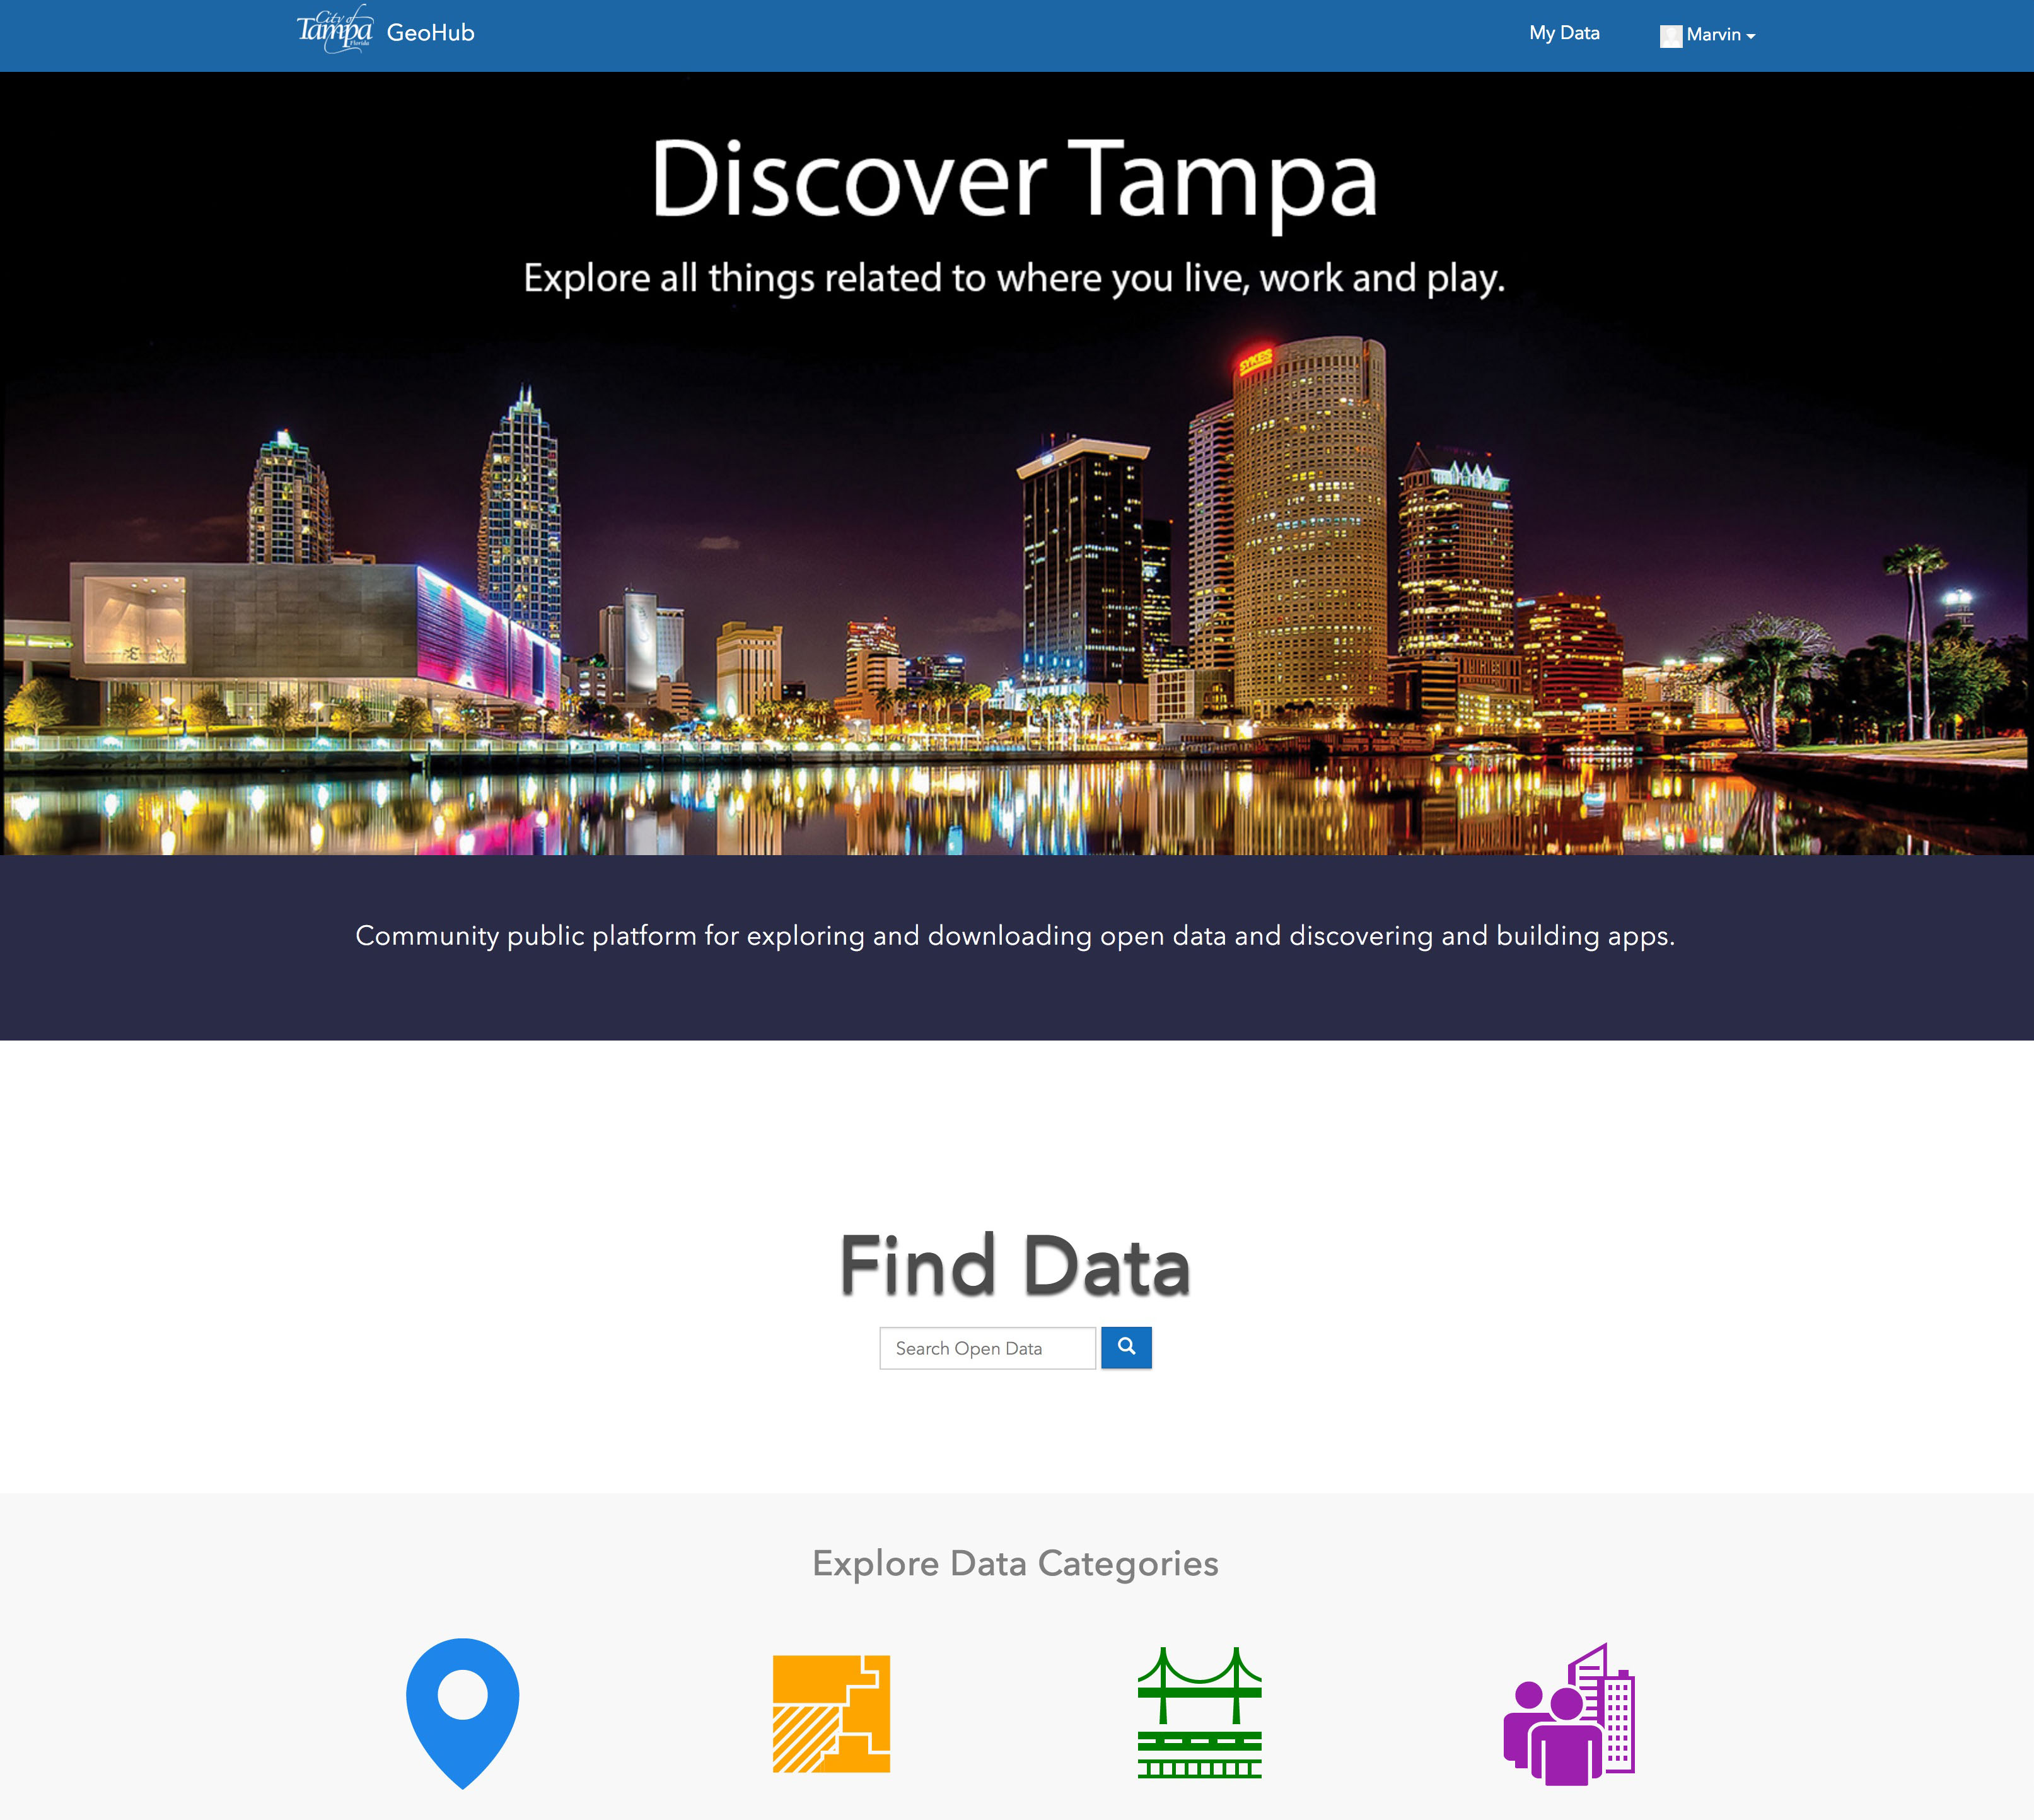 City of
Tampa
Florida
GeoHub
My Data
Marvin
Discover Tampa
Explore all things related to where you live, work and play.
SYKES
Community public platform for exploring and downloading open data and discovering and building apps.
Find Data
Search Open Data
Explore Data Categories